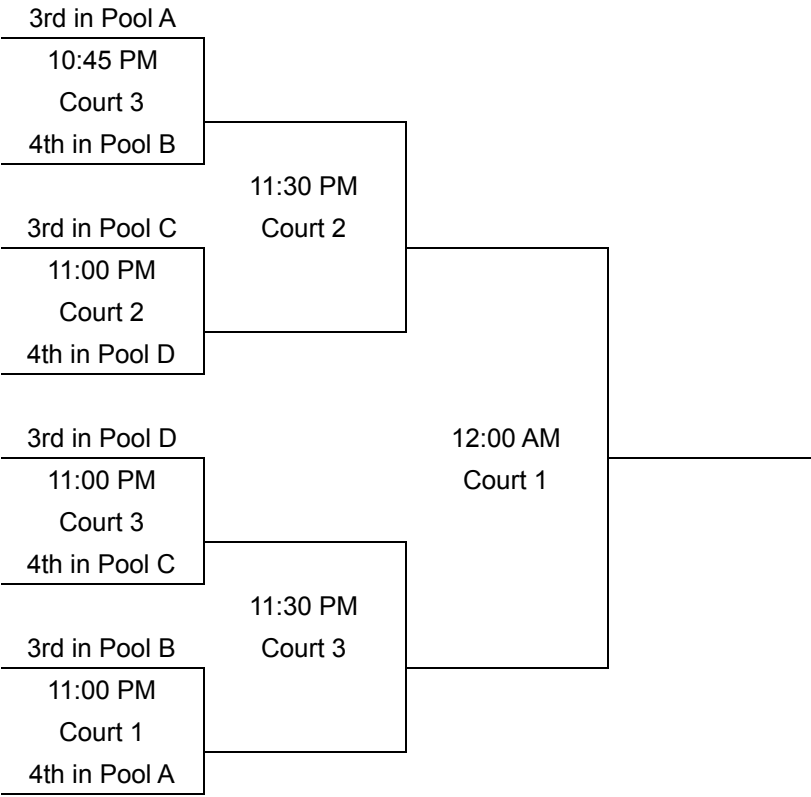 3rd in Pool A
10:45 PM
Court 3
4th in Pool B
11:30 PM
Court 2
3rd in Pool C
11:00 PM
Court 2
4th in Pool D
12:00 AM
Court 1
3rd in Pool D
11:00 PM
Court 3
4th in Pool C
11:30 PM
Court 3
3rd in Pool B
11:00 PM
Court 1
4th in Pool A